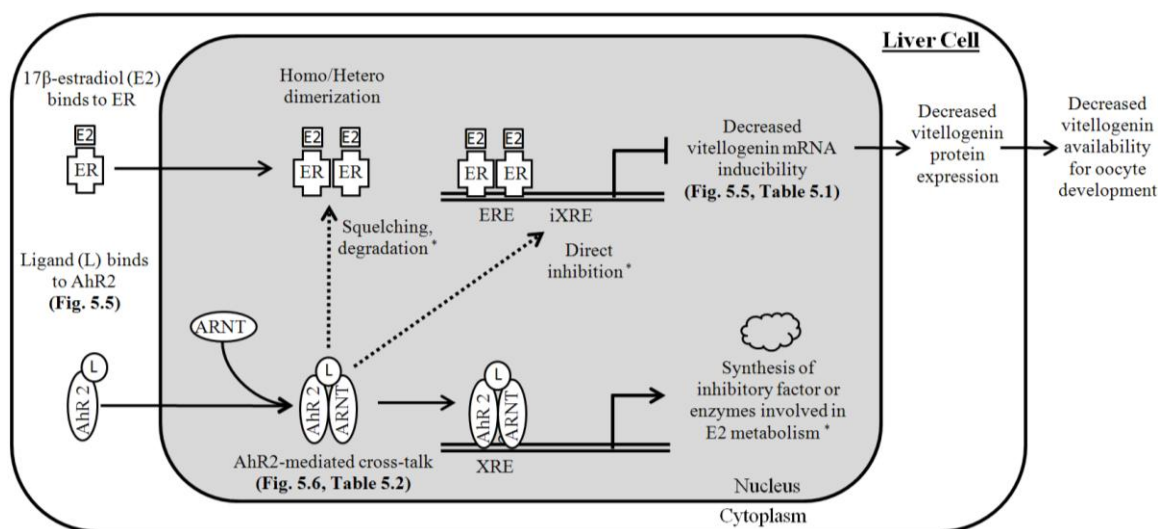 Liver Cell
17β-estradiol (E2)
binds to ER
E2
ER
Homo/Hetero
dimerization
E2 E2
ER ER
E2 E2
ER ER
ERE iXRE
Decreased
vitellogenin mRNA
inducibility
(Fig. 5.5, Table 5.1)
Decreased
vitellogenin
protein
expression
Decreased
vitellogenin
availability
for oocyte
development
Squelching,
degradation *
Direct
inhibition *
Ligand (L) binds
to AhR2
(Fig. 5.5)
L
AhR 2
ARNT
L
AhR 2 ARNT
AhR2-mediated cross-talk
(Fig. 5.6, Table 5.2)
L
AhR 2 ARNT
XRE
Synthesis of
inhibitory factor or
enzymes involved in
E2 metabolism *
Nucleus
Cytoplasm